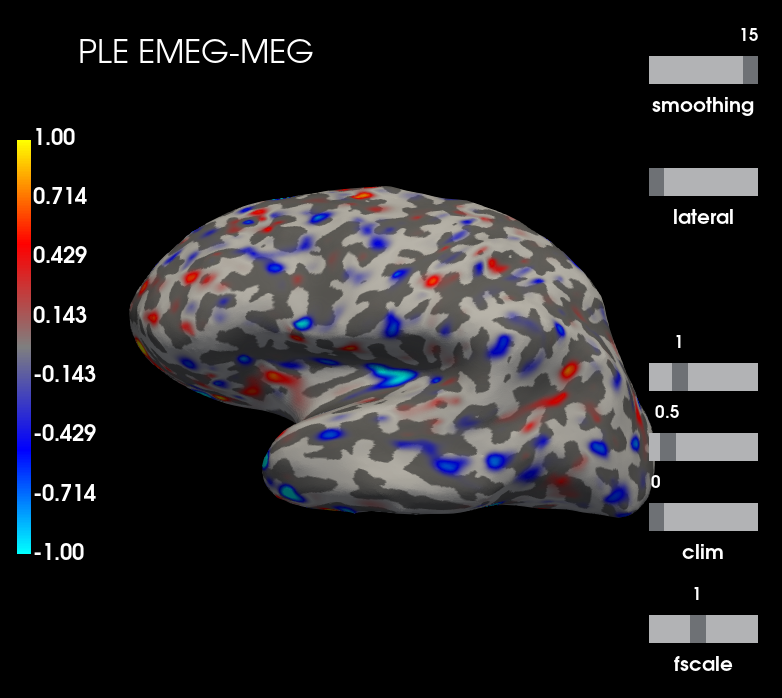 PLE EMEG-MEG
15
smoothing
lateral
1.00
0.714
0.429
0.143
-0.143
-0.429
-0.714
-1.00
1
0.5
0
clim
1
fscale